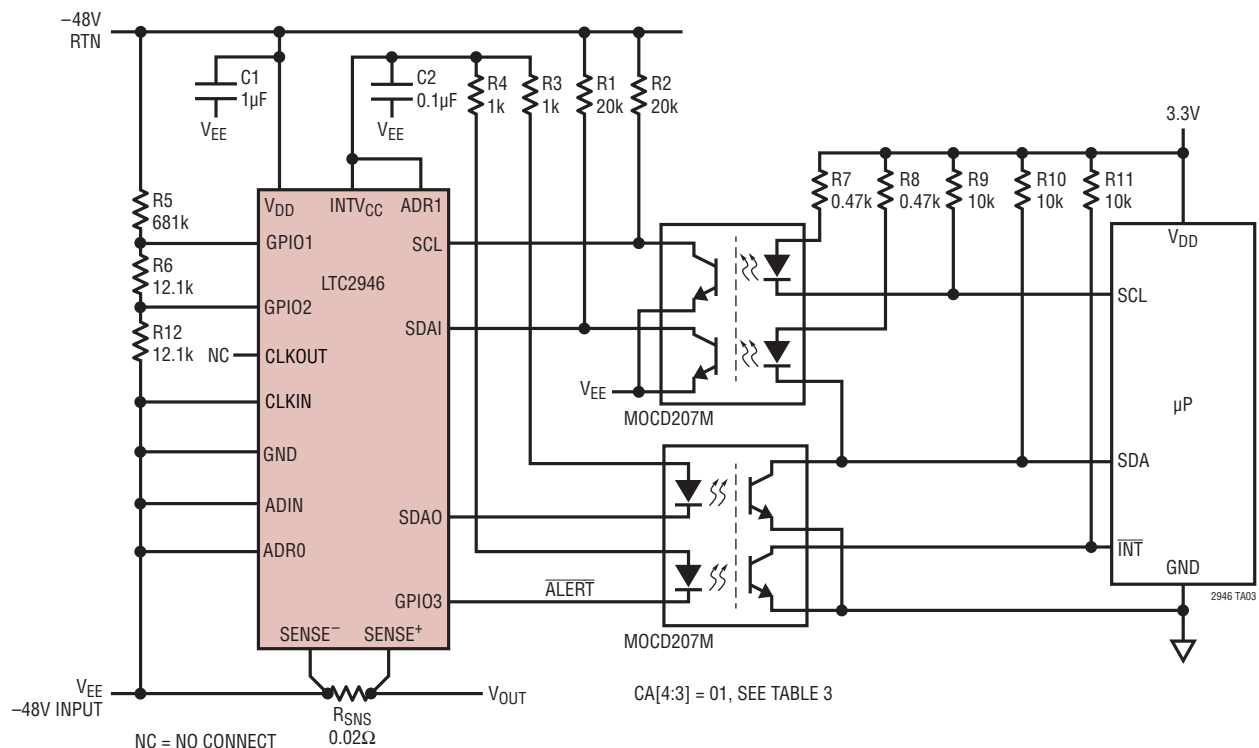 –48V
RTN
C1
1µF
V_EE
C2
0.1µF
V_EE
R4
1k
R3
1k
R1
20k
R2
20k
3.3V
R5
681k
R6
12.1k
R12
12.1k
NC
V_DD
INTV_CC
ADR1
GPIO1
SCL
LTC2946
GPIO2
SDAI
CLKOUT
CLKIN
GND
ADIN
SDAO
ADR0
GPIO3
SENSE⁻
SENSE⁺
ALERT
V_EE
MOCD207M
MOCD207M
R7
0.47k
R8
0.47k
R9
10k
R10
10k
R11
10k
V_DD
SCL
µP
SDA
INT
GND
2946 TA03
V_EE
–48V INPUT
R_SNS
0.02Ω
V_OUT
CA[4:3] = 01, SEE TABLE 3
NC = NO CONNECT